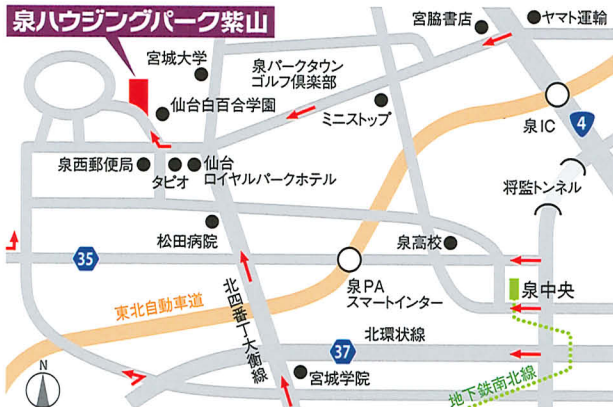 泉ハウジングパーク紫山
宮城大学
泉パークタウン
ゴルフ倶楽部
宮脇書店
ヤマト運輸
仙台白百合学園
ミニストップ
泉IC
4
泉西郵便局
タピオ
仙台
ロイヤルパークホテル
将監トンネル
松田病院
泉高校
35
泉PA
スマートインター
泉中央
東北自動車道
北四番丁大衡線
北環状線
37
宮城学院
地下鉄南北線
N